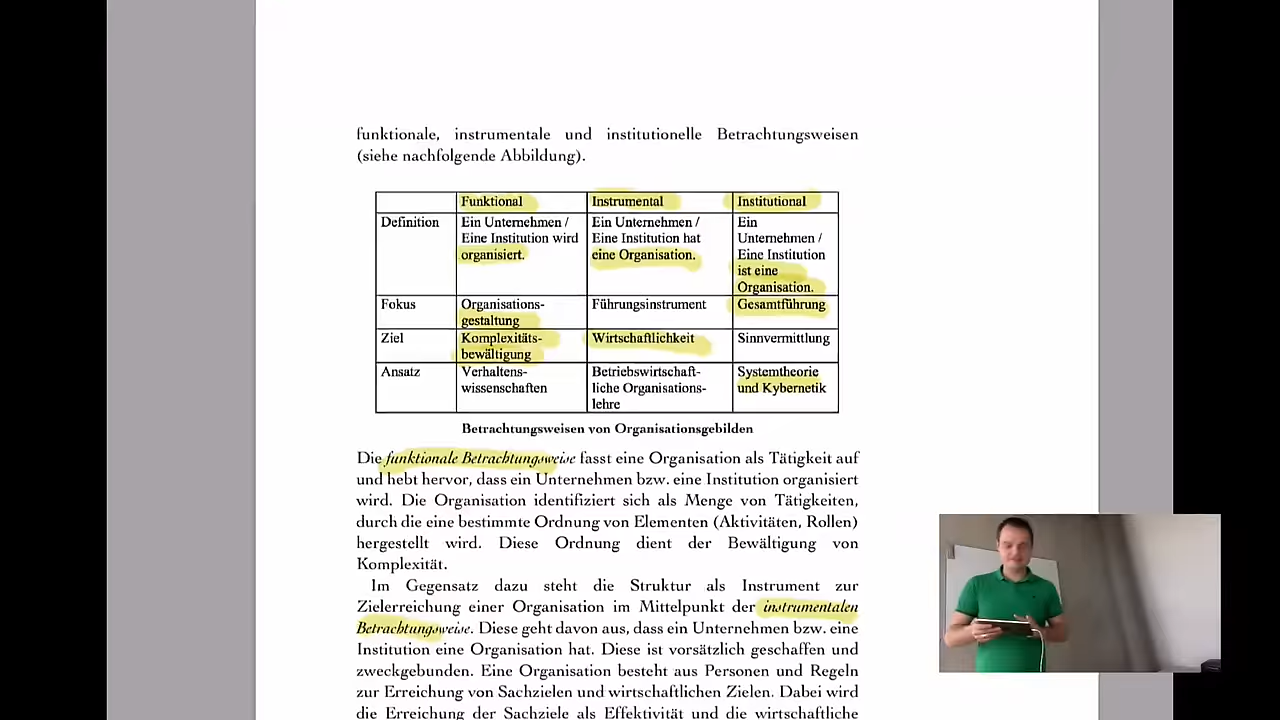 funktionale, instrumentale und institutionelle Betrachtungsweisen
(siehe nachfolgende Abbildung).
Funktional Instrumental Institutional
Definition
Ein Unternehmen /
Eine Institution wird
organisiert.
Ein Unternehmen /
Eine Institution hat
eine Organisation.
Ein
Unternehmen /
Eine Institution
ist eine
Organisation.
Fokus
Organisations-
gestaltung
Führungsinstrument
Gesamtführung
Ziel
Komplexitäts-
bewältigung
Wirtschaftlichkeit
Sinnvermittlung
Ansatz
Verhaltens-
wissenschaften
Betriebswirtschaft-
liche Organisations-
lehre
Systemtheorie
und Kybernetik
Betrachtungsweisen von Organisationsgebilden
Die funktionale Betrachtungsweise fasst eine Organisation als Tätigkeit auf
und hebt hervor, dass ein Unternehmen bzw. eine Institution organisiert
wird. Die Organisation identifiziert sich als Menge von Tätigkeiten,
durch die eine bestimmte Ordnung von Elementen (Aktivitäten, Rollen)
hergestellt wird. Diese Ordnung dient der Bewältigung von
Komplexität.
Im Gegensatz dazu steht die Struktur als Instrument zur
Zielerreichung einer Organisation im Mittelpunkt der instrumentalen
Betrachtungsweise. Diese geht davon aus, dass ein Unternehmen bzw. eine
Institution eine Organisation hat. Diese ist vorsätzlich geschaffen und
zweckgebunden. Eine Organisation besteht aus Personen und Regeln
zur Erreichung von Sachzielen und wirtschaftlichen Zielen. Dabei wird
die Erreichung der Sachziele als Effektivität und die wirtschaftliche